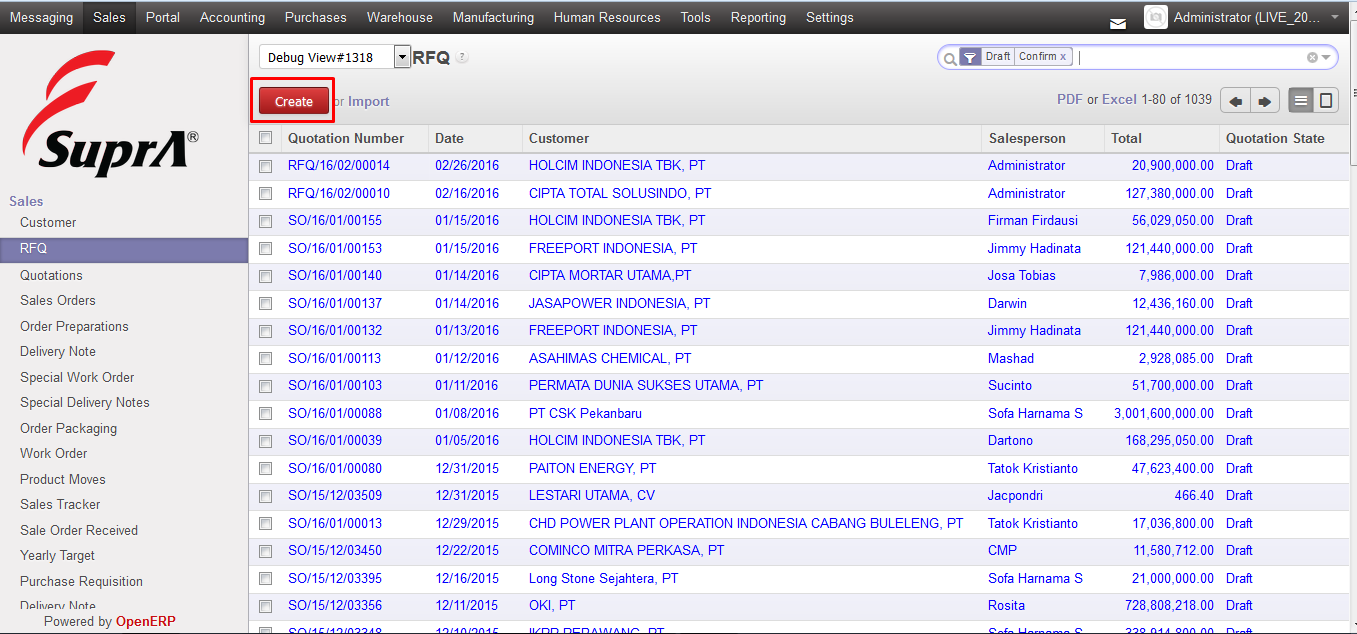 Messaging Sales Portal Accounting Purchases Warehouse Manufacturing Human Resources Tools Reporting Settings Administrator (LIVE_20...
SuprA®
Sales
Customer
RFQ
Quotations
Sales Orders
Order Preparations
Delivery Note
Special Work Order
Special Delivery Notes
Order Packaging
Work Order
Product Moves
Sales Tracker
Sale Order Received
Yearly Target
Purchase Requisition
Delivery Note
Powered by OpenERP
Debug View#1318 RFQ ? Draft Confirm x
Create or Import PDF or Excel 1-80 of 1039
Quotation Number Date Customer Salesperson Total Quotation State
RFQ/16/02/00014 02/26/2016 HOLCIM INDONESIA TBK, PT Administrator 20,900,000.00 Draft
RFQ/16/02/00010 02/16/2016 CIPTA TOTAL SOLUSINDO, PT Administrator 127,380,000.00 Draft
SO/16/01/00155 01/15/2016 HOLCIM INDONESIA TBK, PT Firman Firdausi 56,029,050.00 Draft
SO/16/01/00153 01/15/2016 FREEPORT INDONESIA, PT Jimmy Hadinata 121,440,000.00 Draft
SO/16/01/00140 01/14/2016 CIPTA MORTAR UTAMA,PT Josa Tobias 7,986,000.00 Draft
SO/16/01/00137 01/14/2016 JASAPOWER INDONESIA, PT Darwin 12,436,160.00 Draft
SO/16/01/00132 01/13/2016 FREEPORT INDONESIA, PT Jimmy Hadinata 121,440,000.00 Draft
SO/16/01/00113 01/12/2016 ASAHIMAS CHEMICAL, PT Mashad 2,928,085.00 Draft
SO/16/01/00103 01/11/2016 PERMATA DUNIA SUKSES UTAMA, PT Sucinto 51,700,000.00 Draft
SO/16/01/00088 01/08/2016 PT CSK Pekanbaru Sofa Harnama S 3,001,600,000.00 Draft
SO/16/01/00039 01/05/2016 HOLCIM INDONESIA TBK, PT Dartono 168,295,050.00 Draft
SO/16/01/00080 12/31/2015 PAITON ENERGY, PT Tatok Kristianto 47,623,400.00 Draft
SO/15/12/03509 12/31/2015 LESTARI UTAMA, CV Jacpondri 466.40 Draft
SO/16/01/00013 12/29/2015 CHD POWER PLANT OPERATION INDONESIA CABANG BULELENG, PT Tatok Kristianto 17,036,800.00 Draft
SO/15/12/03450 12/22/2015 COMINCO MITRA PERKASA, PT CMP 11,580,712.00 Draft
SO/15/12/03395 12/16/2015 Long Stone Sejahtera, PT Sofa Harnama S 21,000,000.00 Draft
SO/15/12/03356 12/11/2015 OKI, PT Rosita 728,808,218.00 Draft
SO/15/12/03348 12/10/2015 IKPP PERAWANG, PT 338,914,800.00 Draft